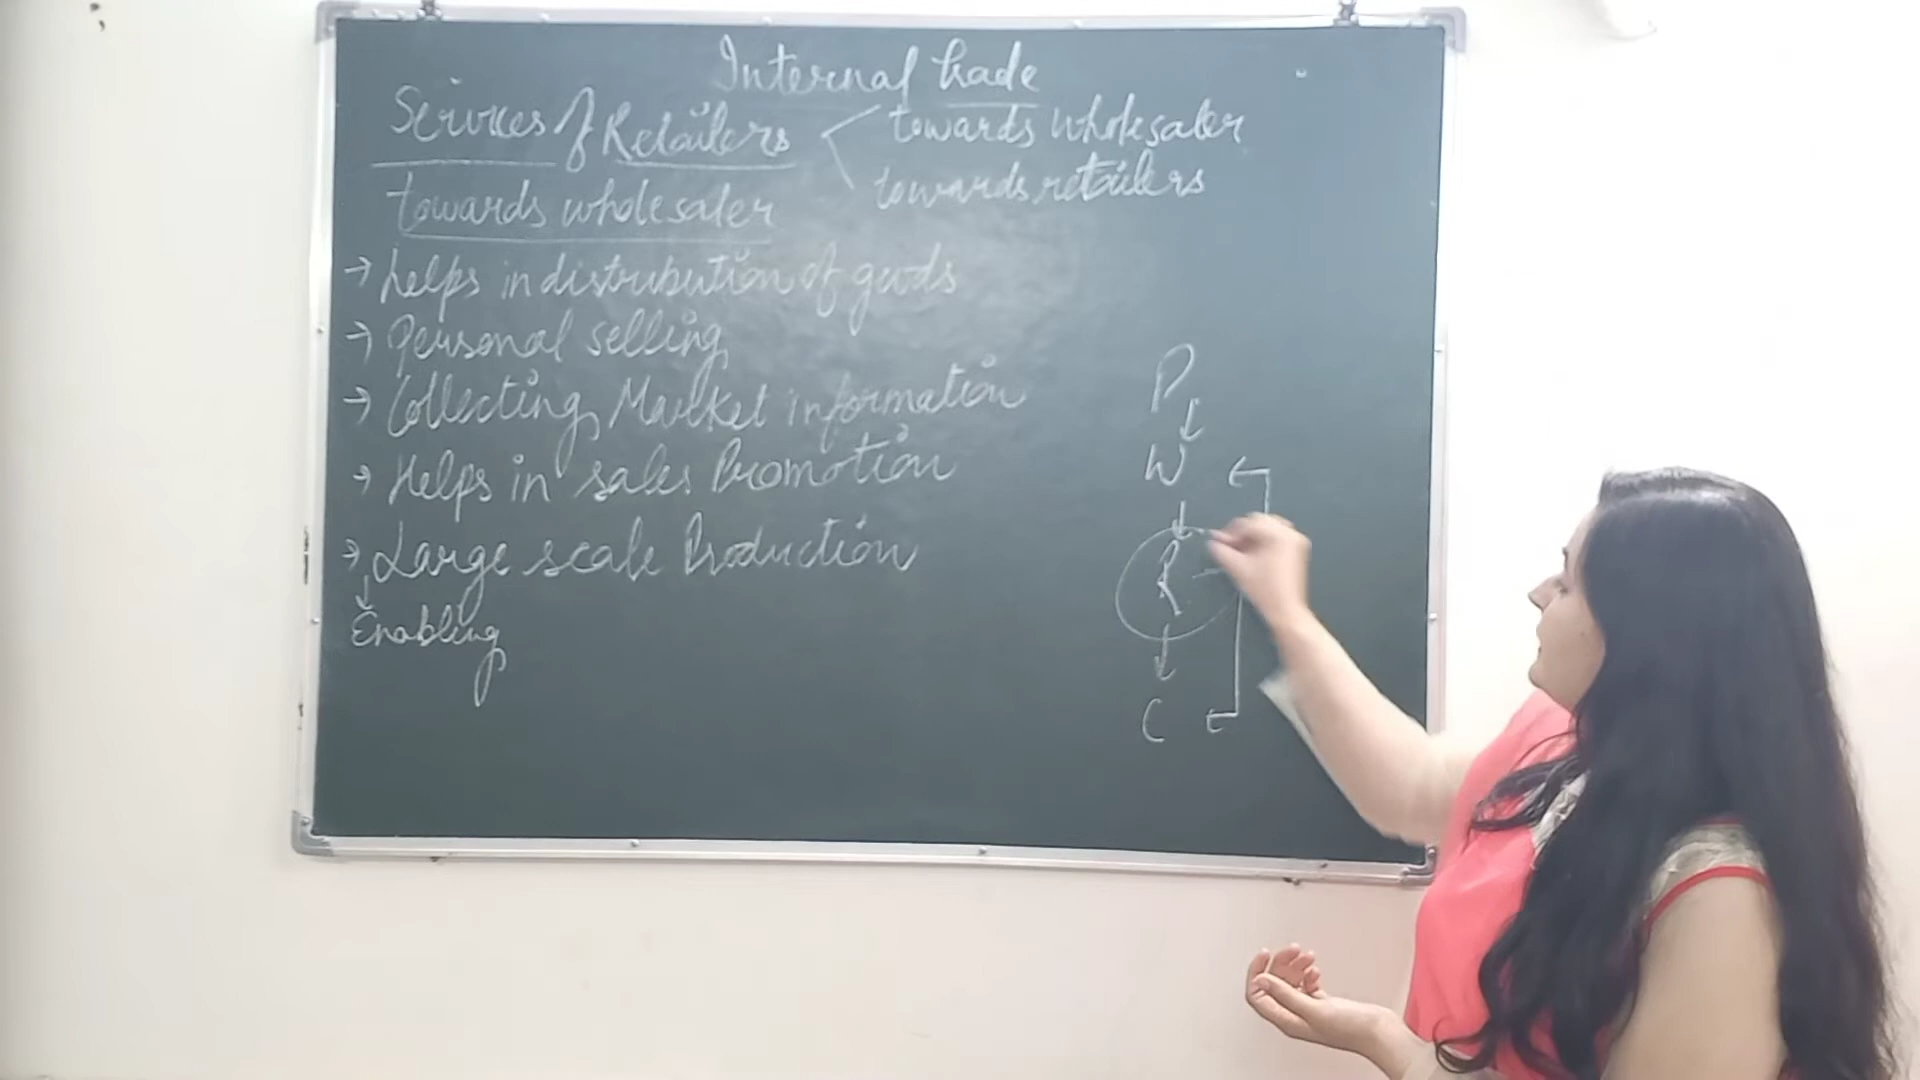 Internal trade
Services of Retailers
towards wholesaler
towards retailers
towards wholesaler
→ helps in distribution of goods
→ Personal selling
→ Collecting Market information
→ Helps in sales Promotion
→ Large scale Production
↓
Enabling
P
↓
W
↓
R
↓
C